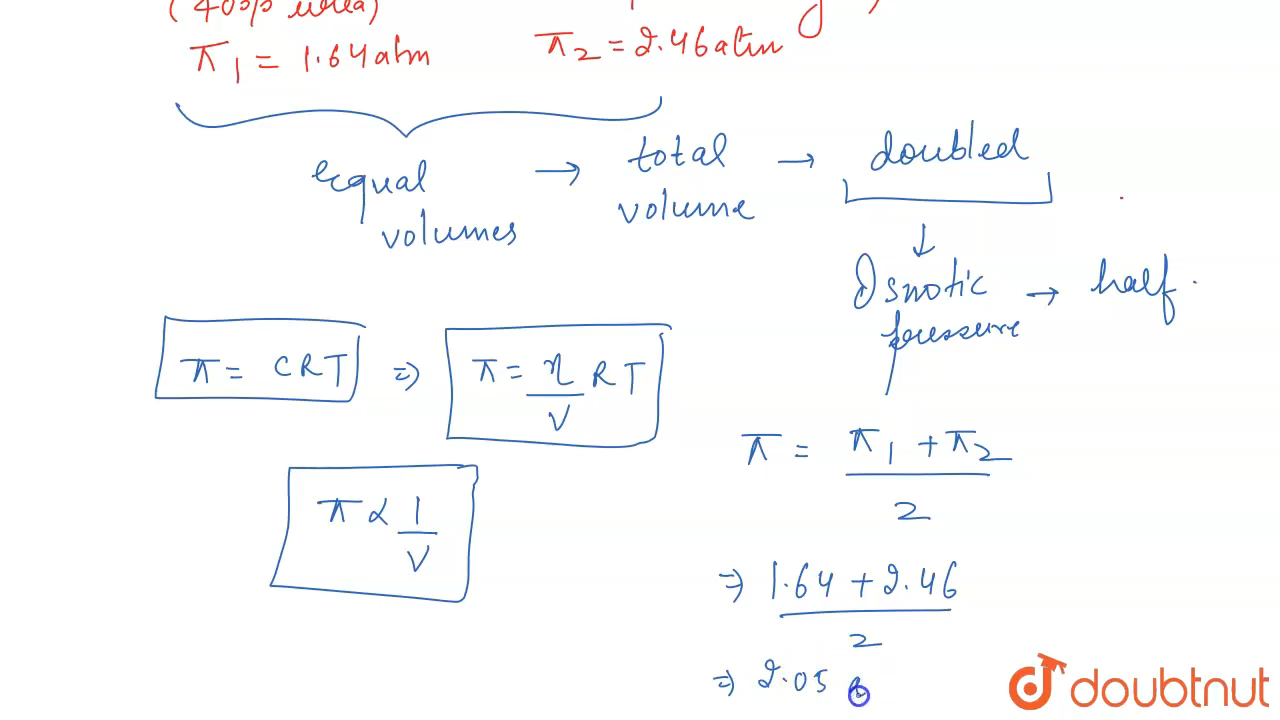 urea)
π₁ = 1.64 atm
π₂ = 2.46 atm
equal volumes → total volume → doubled
↓
Osmotic pressure → half.
π = CRT ⇒ π = n/V RT
π ∝ 1/V
π = π₁ + π₂ / 2
⇒ 1.64 + 2.46 / 2
⇒ 2.05
doubtnut